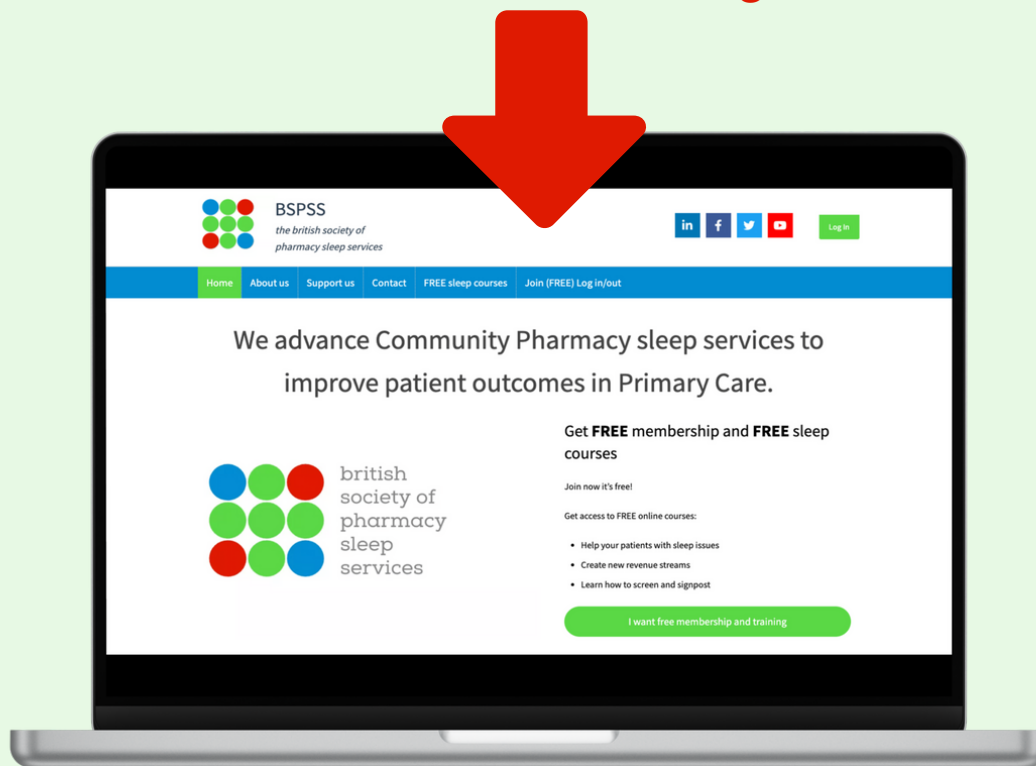 BSPSS
the british society of
pharmacy sleep services
in
f
Log in
Home
About us
Support us
Contact
FREE sleep courses
Join (FREE) Log in/out
We advance Community Pharmacy sleep services to
improve patient outcomes in Primary Care.
british
society of
pharmacy
sleep
services
Get FREE membership and FREE sleep
courses
Join now it's free!
Get access to FREE online courses:
• Help your patients with sleep issues
• Create new revenue streams
• Learn how to screen and signpost
I want free membership and training